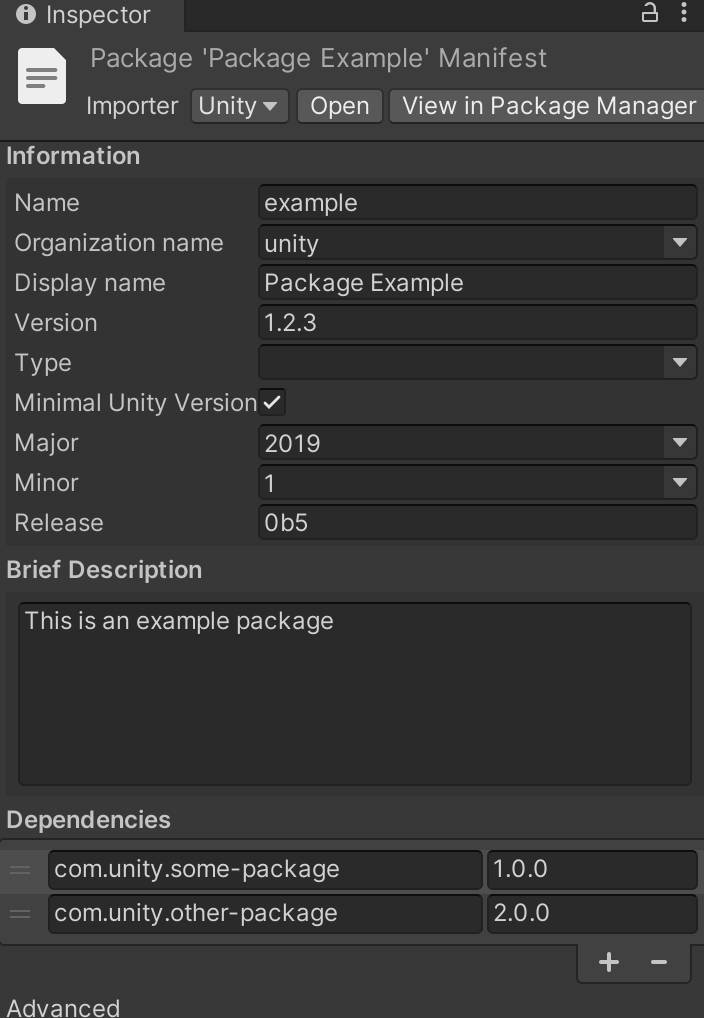 Inspector
Package 'Package Example' Manifest
Importer Unity Open View in Package Manager
Information
Name example
Organization name unity
Display name Package Example
Version 1.2.3
Type
Minimal Unity Version
Major 2019
Minor 1
Release 0b5
Brief Description
This is an example package
Dependencies
com.unity.some-package 1.0.0
com.unity.other-package 2.0.0
Advanced